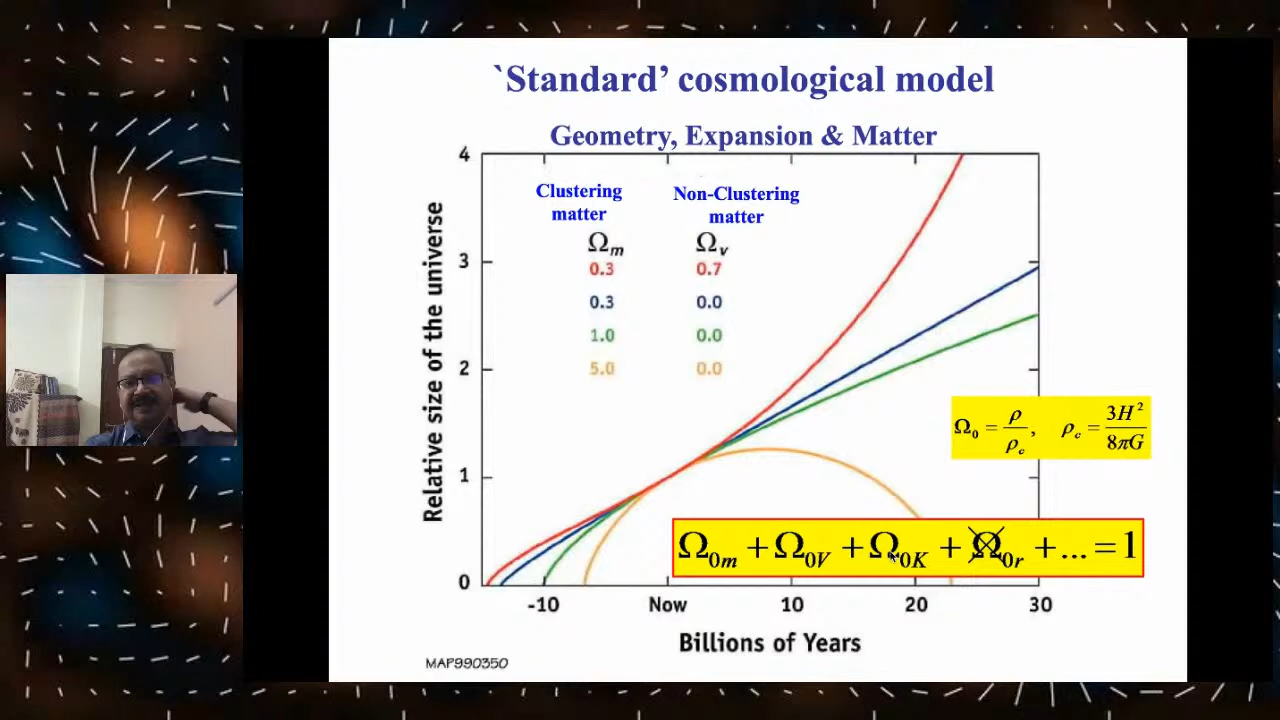 `Standard’ cosmological model
Geometry, Expansion & Matter
Clustering matter
Non-Clustering matter
Ωm Ωv
0.3 0.7
0.3 0.0
1.0 0.0
5.0 0.0
4
3
2
1
0
Relative size of the universe
Ω0 = ρ/ρc, ρc = 3H²/8πG
Ω0m + Ω0V + Ω0K + Ω0r + ... = 1
-10 Now 10 20 30
Billions of Years
MAP990350